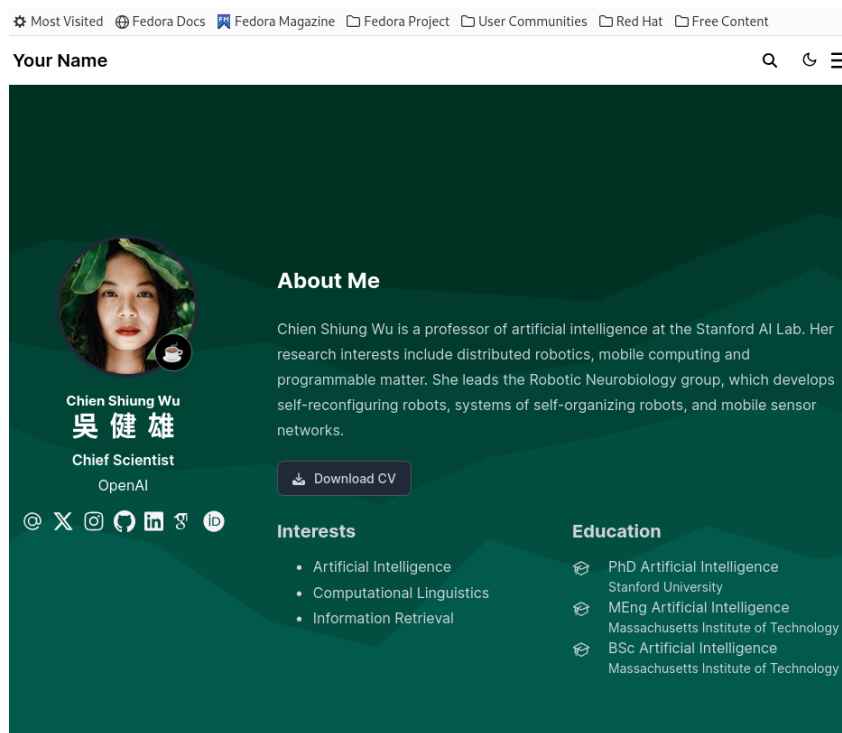 Most Visited Fedora Docs Fedora Magazine Fedora Project User Communities Red Hat Free Content
Your Name
Chien Shiung Wu
吳健雄
Chief Scientist
OpenAI
About Me
Chien Shiung Wu is a professor of artificial intelligence at the Stanford AI Lab. Her
research interests include distributed robotics, mobile computing and
programmable matter. She leads the Robotic Neurobiology group, which develops
self-reconfiguring robots, systems of self-organizing robots, and mobile sensor
networks.
Download CV
Interests
Artificial Intelligence
Computational Linguistics
Information Retrieval
Education
PhD Artificial Intelligence
Stanford University
MEng Artificial Intelligence
Massachusetts Institute of Technology
BSc Artificial Intelligence
Massachusetts Institute of Technology